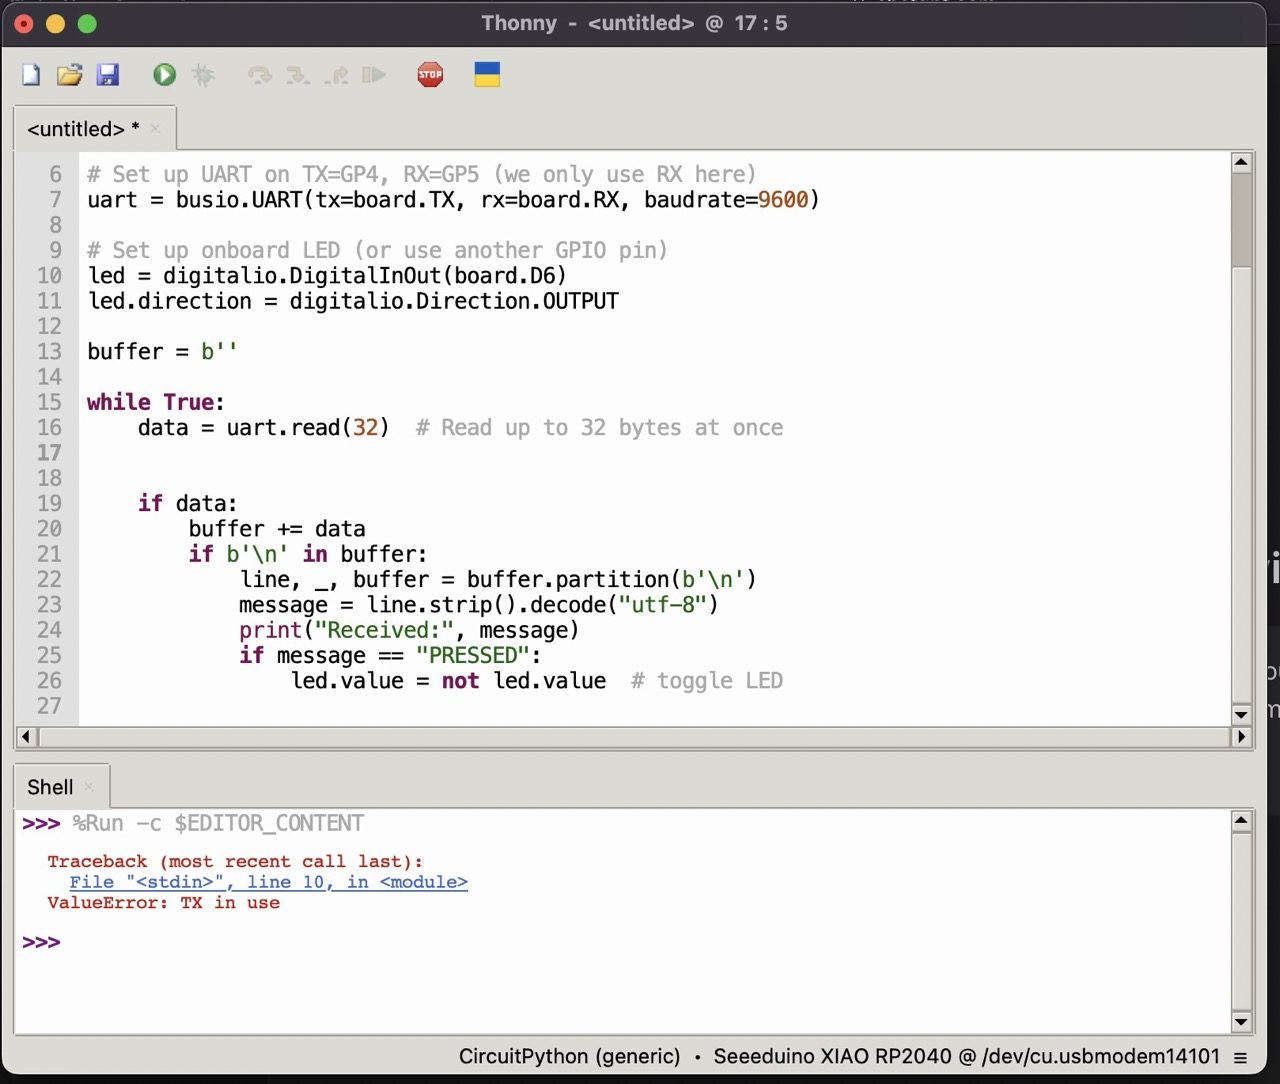 Thonny - <untitled> @ 17 : 5
STOP
<untitled> *
6 # Set up UART on TX=GP4, RX=GP5 (we only use RX here)
7 uart = busio.UART(tx=board.TX, rx=board.RX, baudrate=9600)
8
9 # Set up onboard LED (or use another GPIO pin)
10 led = digitalio.DigitalInOut(board.D6)
11 led.direction = digitalio.Direction.OUTPUT
12
13 buffer = b''
14
15 while True:
16     data = uart.read(32)  # Read up to 32 bytes at once
17
18
19     if data:
20         buffer += data
21         if b'\n' in buffer:
22             line, _, buffer = buffer.partition(b'\n')
23             message = line.strip().decode("utf-8")
24             print("Received:", message)
25             if message == "PRESSED":
26                 led.value = not led.value  # toggle LED
27
Shell
>>> %Run -c $EDITOR_CONTENT
Traceback (most recent call last):
File "<stdin>", line 10, in <module>
ValueError: TX in use
>>>
CircuitPython (generic) • Seeeduino XIAO RP2040 @ /dev/cu.usbmodem14101 ≡